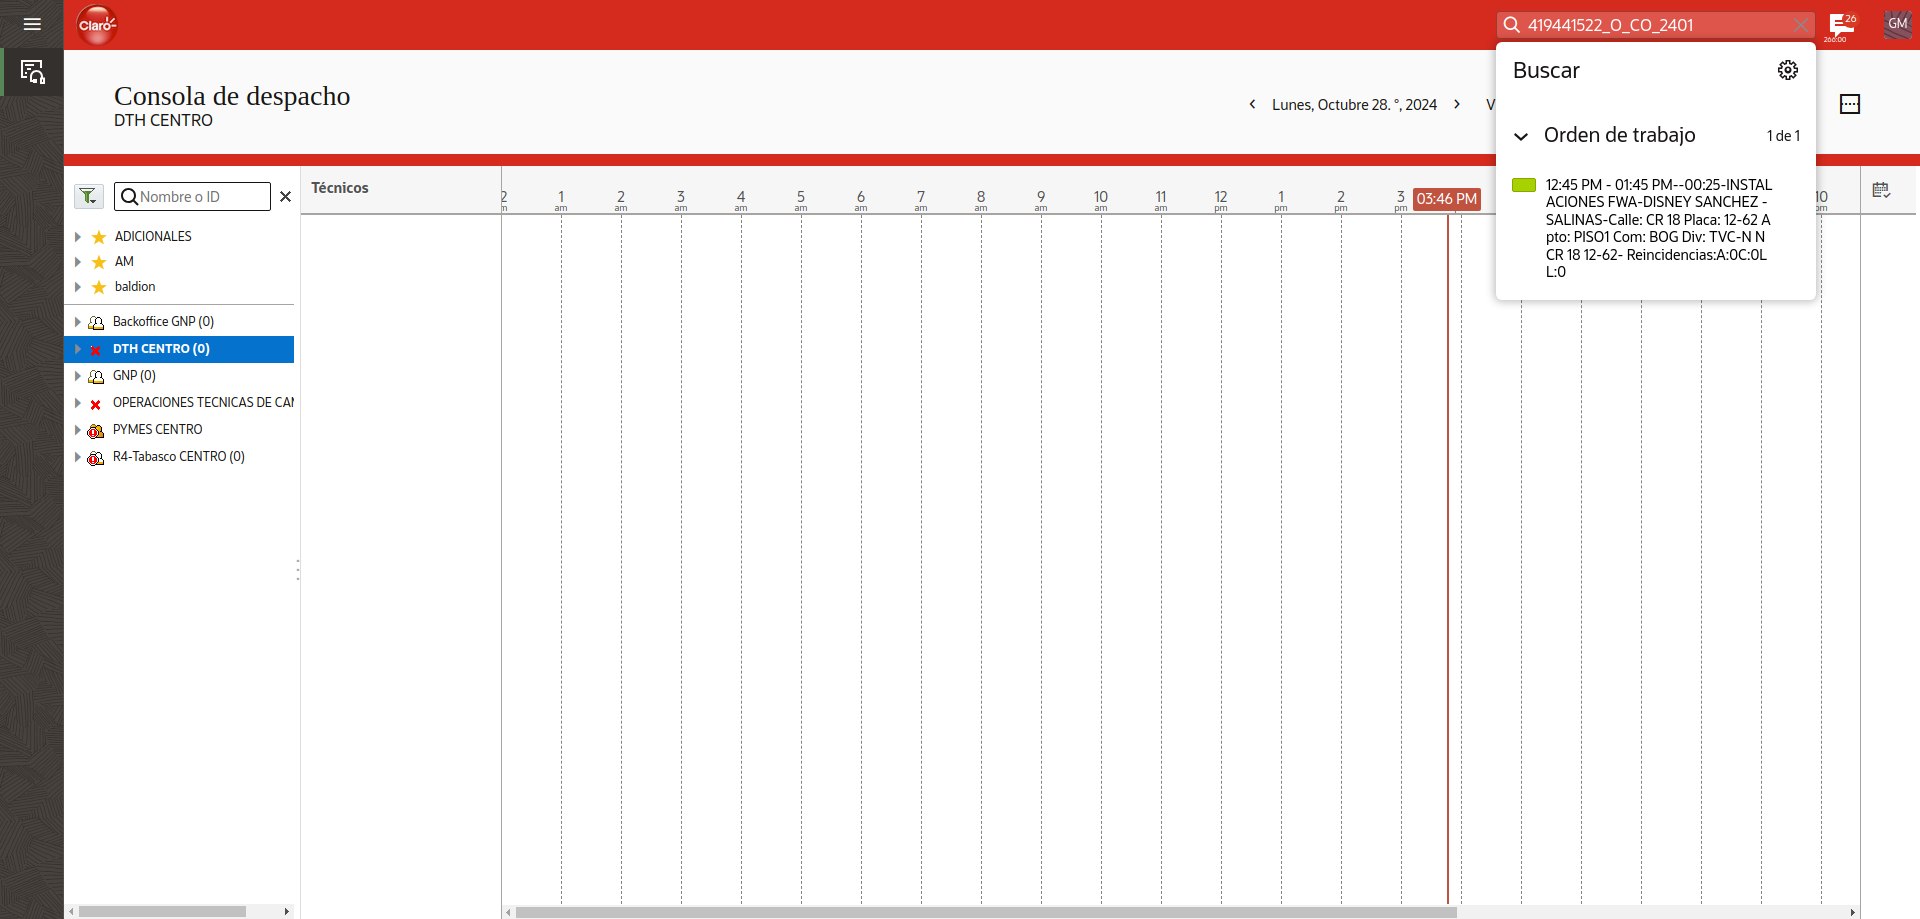 Claro
419441522_O_CO_2401
26
266:00
GM
Buscar
Consola de despacho
DTH CENTRO
Lunes, Octubre 28. °, 2024
V
Orden de trabajo
1 de 1
12:45 PM - 01:45 PM--00:25-INSTAL
ACIONES FWA-DISNEY SANCHEZ -
SALINAS-Calle: CR 18 Placa: 12-62 A
pto: PISO1 Com: BOG Div: TVC-N N
CR 18 12-62- Reincidencias:A:0C:0L
L:0
Nombre o ID
Técnicos
2 1 2 3 4 5 6 7 8 9 10 11 12 1 2 3 03:46 PM 10
m am am am am am am am am am am am pm pm pm pm pm
ADICIONALES
AM
baldion
Backoffice GNP (0)
DTH CENTRO (0)
GNP (0)
OPERACIONES TECNICAS DE CAM
PYMES CENTRO
R4-Tabasco CENTRO (0)